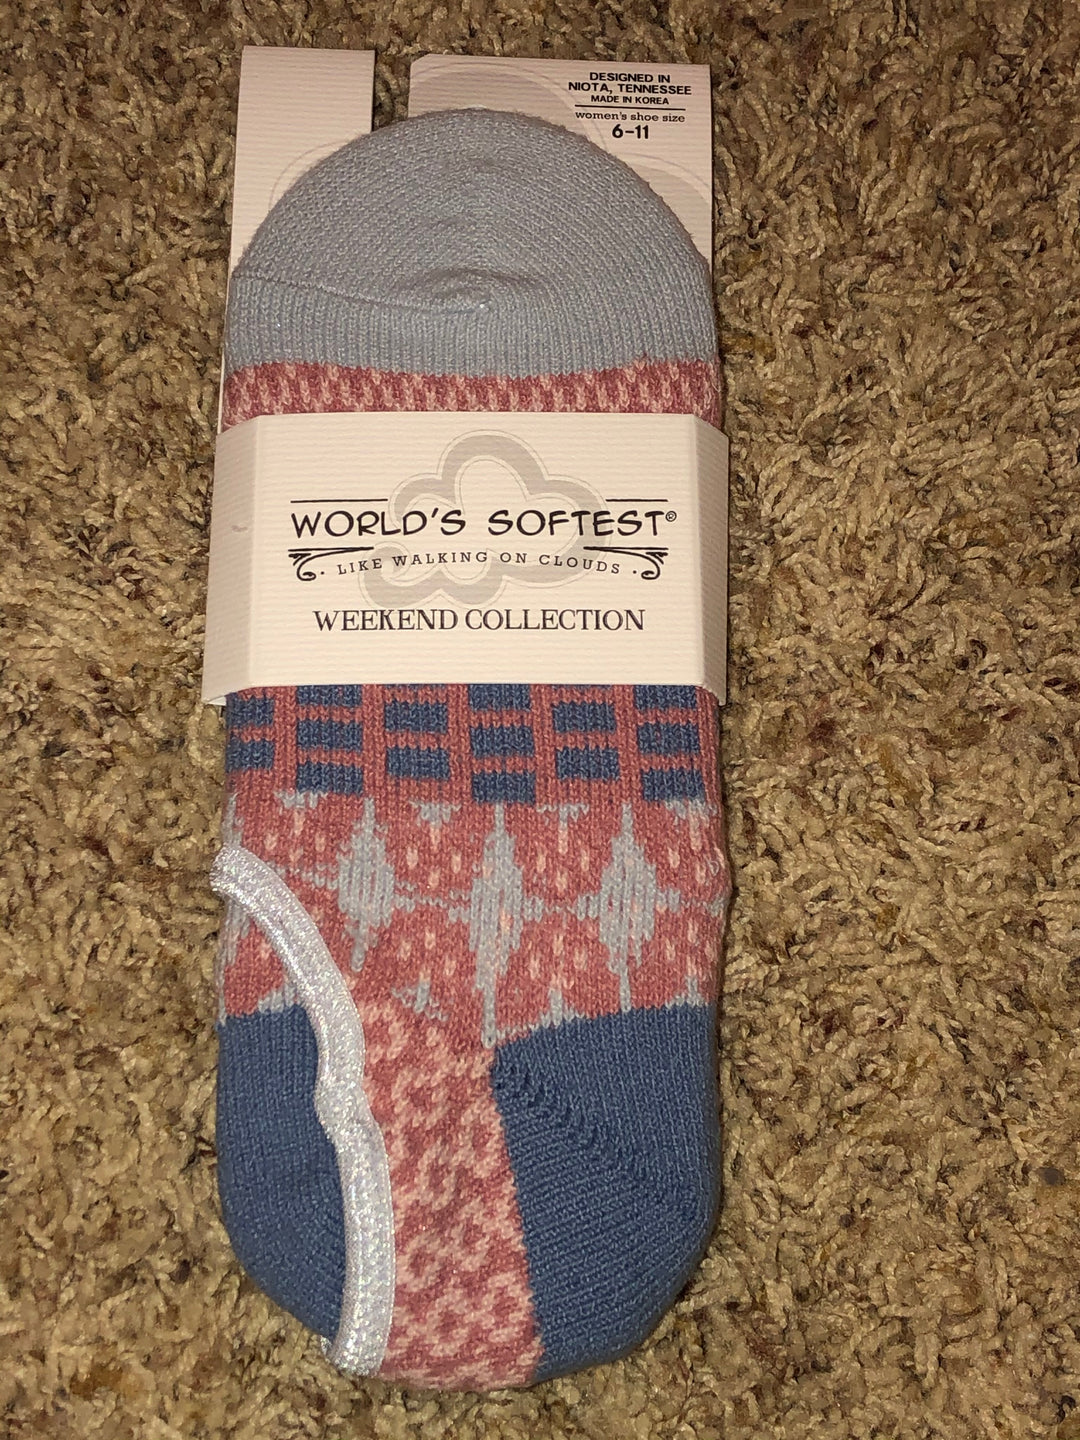 DESIGNED IN
NIOTA, TENNESSEE
MADE IN KOREA
women's shoe size
6-11
WORLD'S SOFTEST®
· LIKE WALKING ON CLOUDS ·
WEEKEND COLLECTION